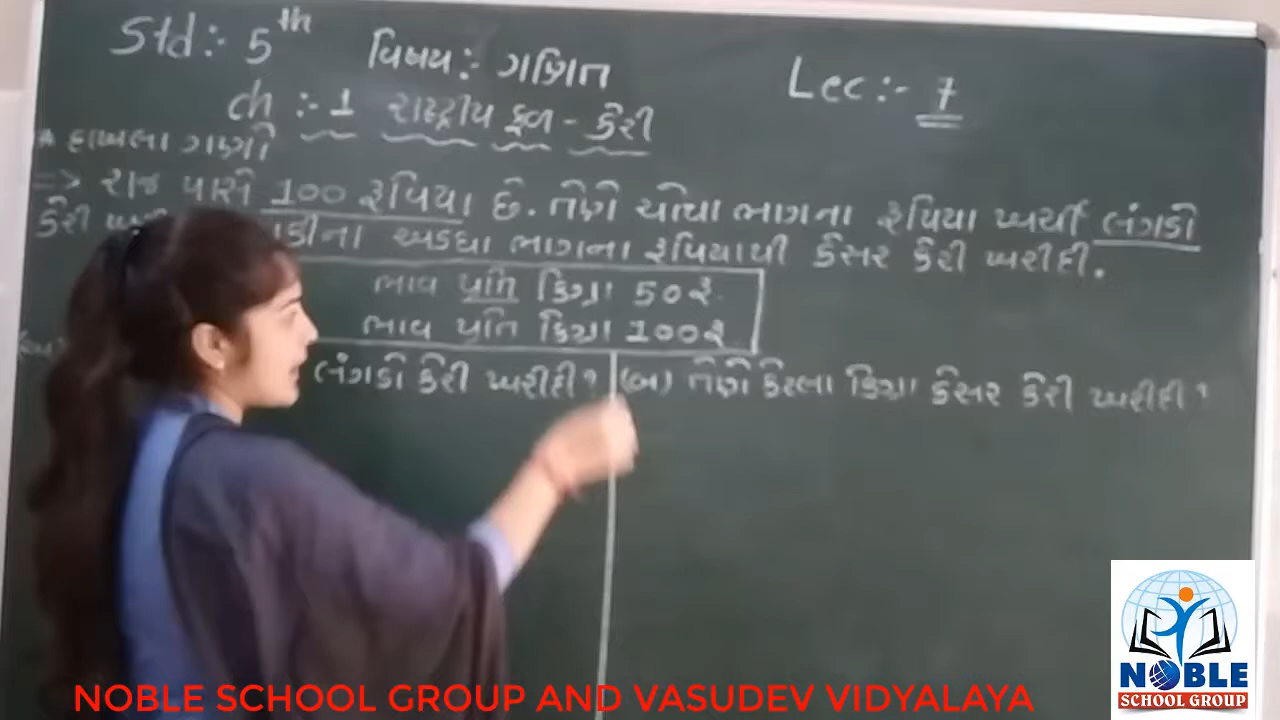 Std:- 5th વિષય:- ગણિત Lec:- 7
ch :- 1 રાષ્ટ્રીય ફળ - કેરી
* દાખલા ગણો
=> રાજ પાસે 100 રૂપિયા છે. તેણે ચોથા ભાગના રૂપિયા ખર્ચી લંગડો
કેરી અડધા ભાગના રૂપિયાથી કેસર કેરી ખરીદી.
ભાવ પ્રતિ કિગ્રા 50રૂ
ભાવ પ્રતિ કિગ્રા 100રૂ
લંગડો કેરી ખરીદી? (બ) તેણે કેટલા કિગ્રા કેસર કેરી ખરીદી?
NOBLE SCHOOL GROUP AND VASUDEV VIDYALAYA
NOBLE
SCHOOL GROUP